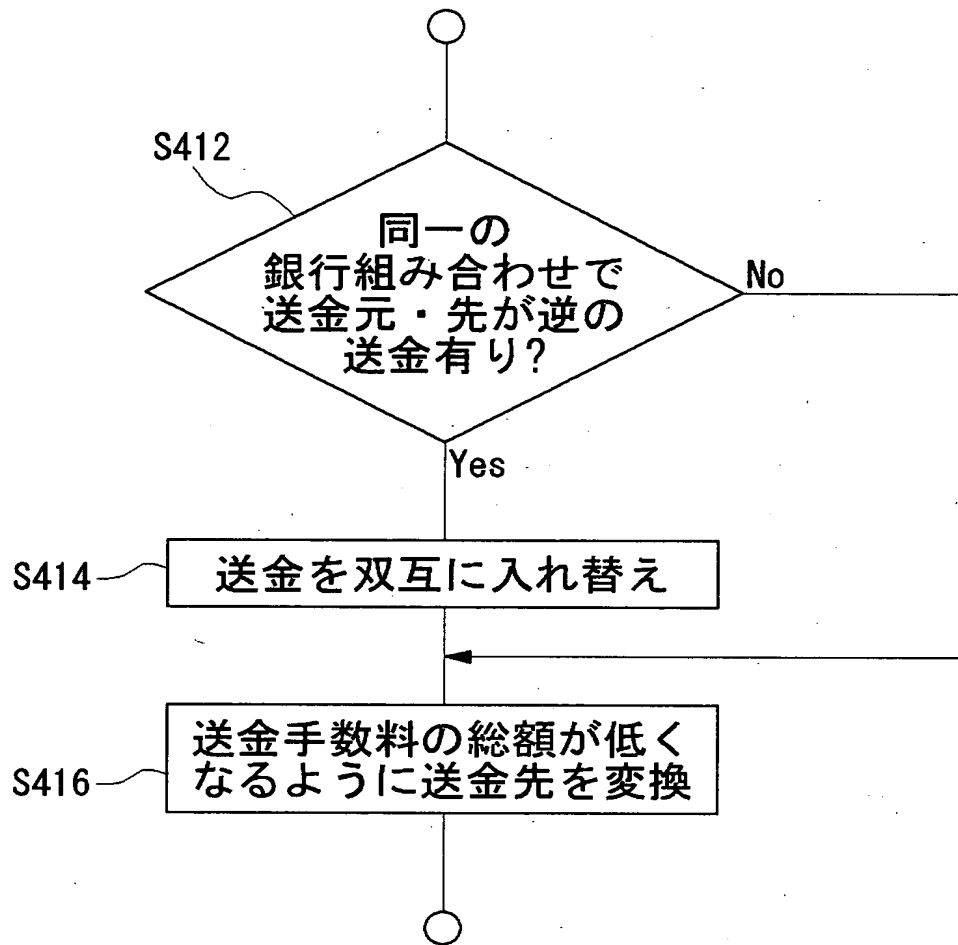 S412
同一の
銀行組み合わせで
送金元・先が逆の
送金有り?
No
Yes
S414
送金を双互に入れ替え
S416
送金手数料の総額が低く
なるように送金先を変換